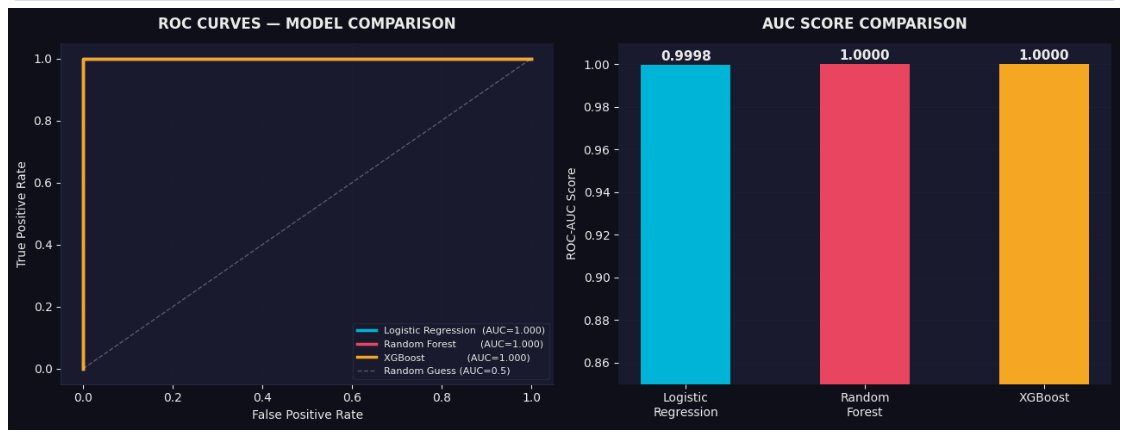 ROC CURVES — MODEL COMPARISON
1.0
0.8
0.6
0.4
0.2
0.0
True Positive Rate
0.0 0.2 0.4 0.6 0.8 1.0
False Positive Rate
Logistic Regression (AUC=1.000)
Random Forest (AUC=1.000)
XGBoost (AUC=1.000)
Random Guess (AUC=0.5)
AUC SCORE COMPARISON
0.9998 1.0000 1.0000
1.00
0.98
0.96
0.94
0.92
0.90
0.88
0.86
ROC-AUC Score
Logistic
Regression
Random
Forest
XGBoost